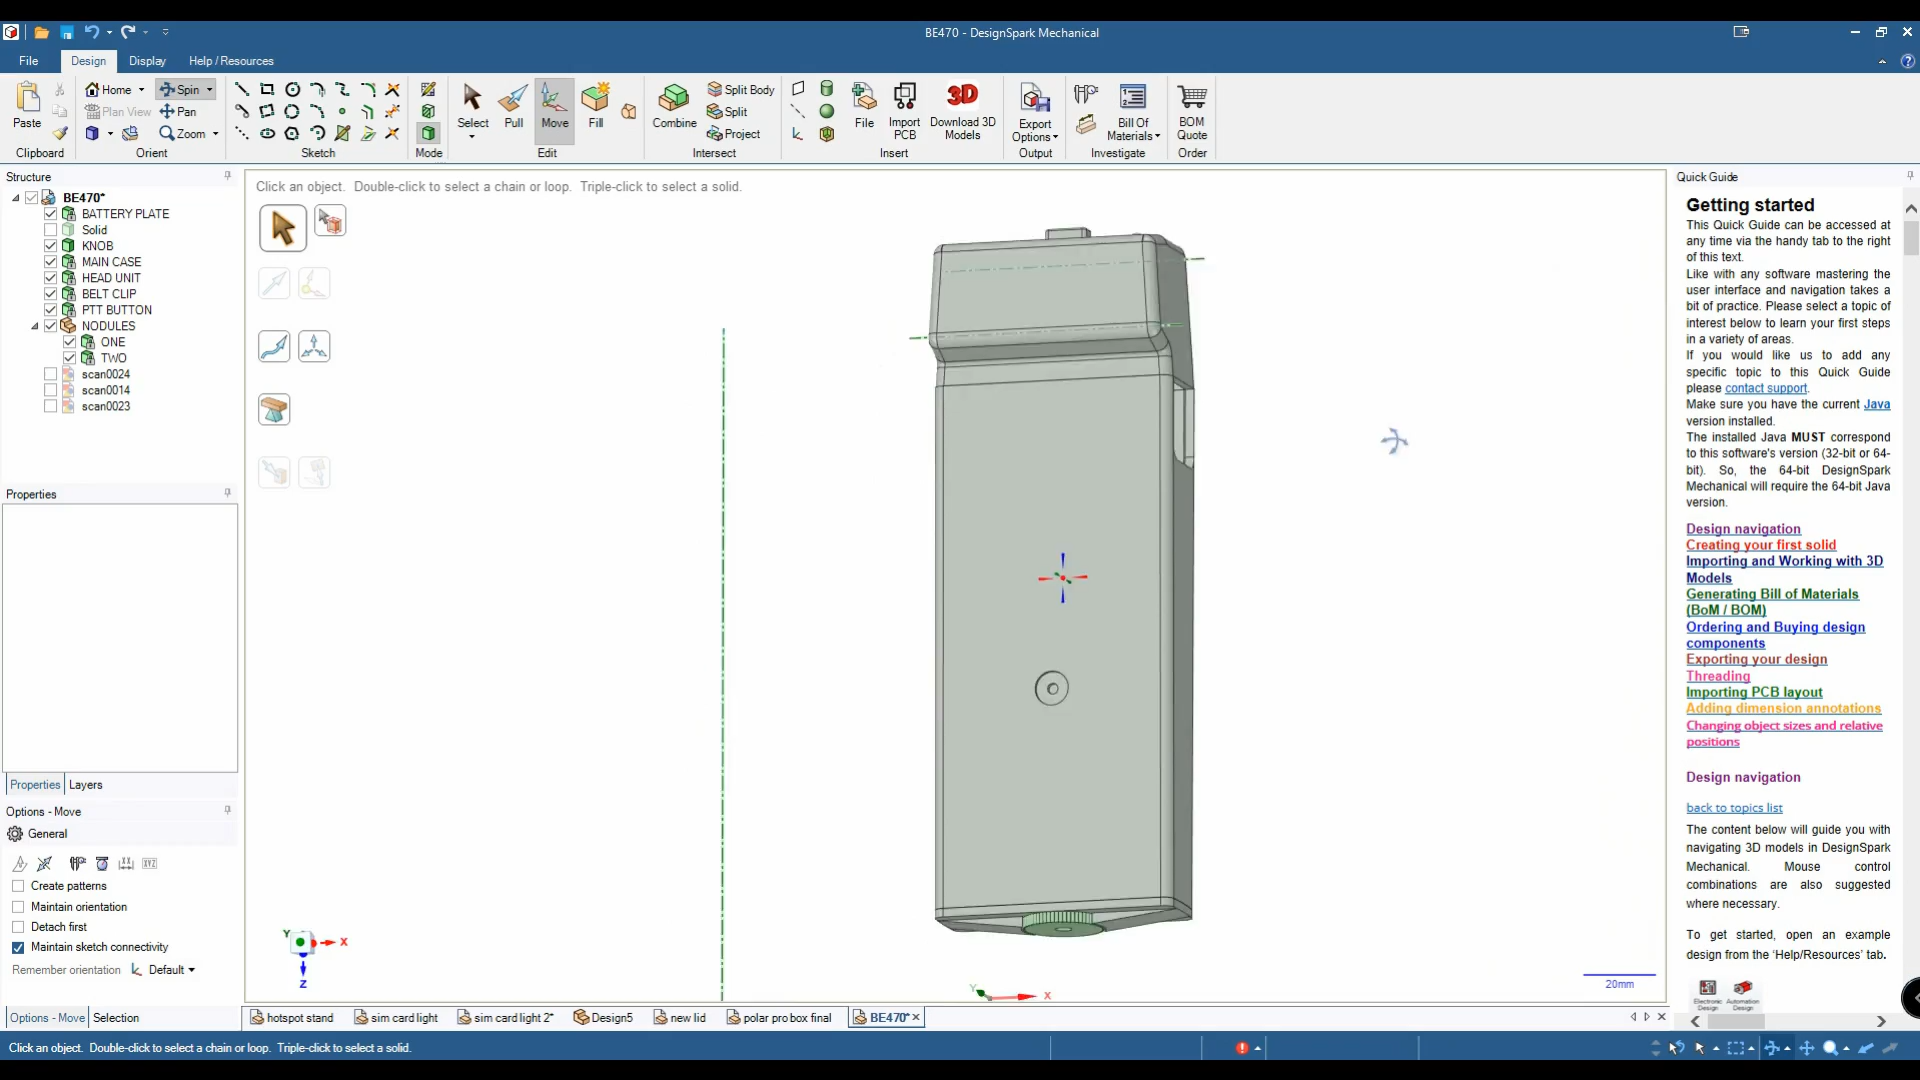 BE470 - DesignSpark Mechanical
File Design Display Help / Resources
Paste
Clipboard
Home Spin
Plan View Pan
Zoom
Orient
Sketch
Mode
Select Pull Move Fill
Edit
Combine
Split Body
Split
Project
Intersect
File
Import PCB
Download 3D Models
Insert
Export Options
Output
Bill Of Materials
Investigate
BOM Quote
Order
Structure
BE470*
BATTERY PLATE
Solid
KNOB
MAIN CASE
HEAD UNIT
BELT CLIP
PTT BUTTON
NODULES
ONE
TWO
scan0024
scan0014
scan0023
Properties
Properties Layers
Options - Move
General
Create patterns
Maintain orientation
Detach first
Maintain sketch connectivity
Remember orientation Default
Options - Move Selection
Click an object. Double-click to select a chain or loop. Triple-click to select a solid.
Y X
Z
Y X
20mm
hotspot stand sim card light sim card light 2* Design5 new lid polar pro box final BE470*
Quick Guide
Getting started
This Quick Guide can be accessed at
any time via the handy tab to the right
of this text.
Like with any software mastering the
user interface and navigation takes a
bit of practice. Please select a topic of
interest below to learn your first steps
in a variety of areas.
If you would like us to add any
specific topic to this Quick Guide
please contact support.
Make sure you have the current Java
version installed.
The installed Java MUST correspond
to this software's version (32-bit or 64-
bit). So, the 64-bit DesignSpark
Mechanical will require the 64-bit Java
version.
Design navigation
Creating your first solid
Importing and Working with 3D
Models
Generating Bill of Materials
(BoM / BOM)
Ordering and Buying design
components
Exporting your design
Threading
Importing PCB layout
Adding dimension annotations
Changing object sizes and relative
positions
Design navigation
back to topics list
The content below will guide you with
navigating 3D models in DesignSpark
Mechanical. Mouse control
combinations are also suggested
where necessary.
To get started, open an example
design from the 'Help/Resources' tab.
Electronic Design
Automation Design
Click an object. Double-click to select a chain or loop. Triple-click to select a solid.